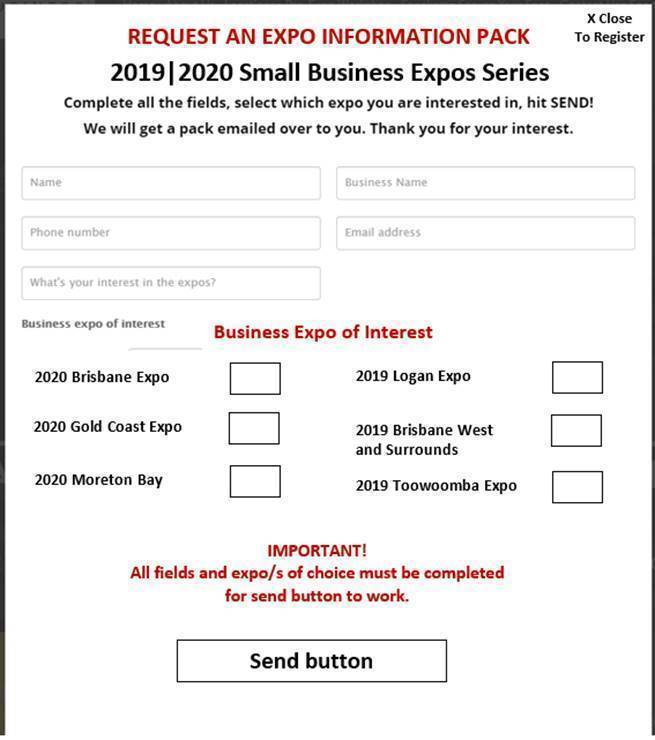 X Close
To Register
REQUEST AN EXPO INFORMATION PACK
2019|2020 Small Business Expos Series
Complete all the fields, select which expo you are interested in, hit SEND!
We will get a pack emailed over to you. Thank you for your interest.
Name
Business Name
Phone number
Email address
What's your interest in the expos?
Business expo of interest
Business Expo of Interest
2020 Brisbane Expo
2019 Logan Expo
2020 Gold Coast Expo
2019 Brisbane West
and Surrounds
2020 Moreton Bay
2019 Toowoomba Expo
IMPORTANT!
All fields and expo/s of choice must be completed
for send button to work.
Send button